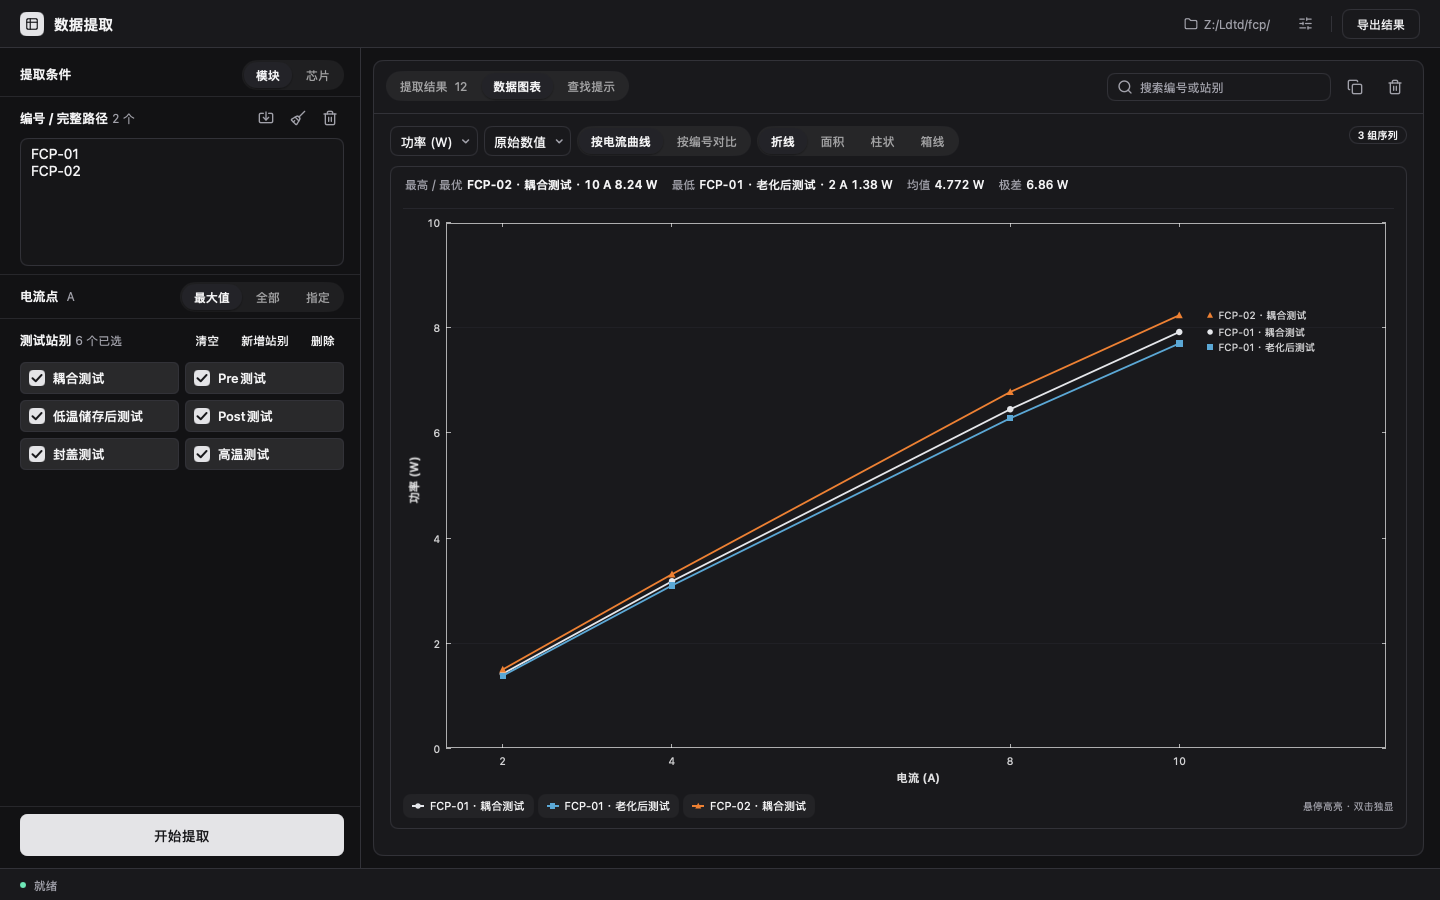 数据提取
Z:/Ldtd/fcp/
导出结果
提取条件
模块
芯片
编号 / 完整路径 2 个
FCP-01
FCP-02
电流点 A
最大值
全部
指定
测试站别 6 个已选
清空
新增站别
删除
耦合测试
Pre测试
低温储存后测试
Post测试
封盖测试
高温测试
开始提取
就绪
提取结果 12
数据图表
查找提示
搜索编号或站别
功率 (W)
原始数值
按电流曲线
按编号对比
折线
面积
柱状
箱线
3 组序列
最高 / 最优 FCP-02 · 耦合测试 · 10 A 8.24 W 最低 FCP-01 · 老化后测试 · 2 A 1.38 W 均值 4.772 W 极差 6.86 W
10
8
6
4
2
0
功率 (W)
FCP-02 · 耦合测试
FCP-01 · 耦合测试
FCP-01 · 老化后测试
2
4
8
10
电流 (A)
FCP-01 · 耦合测试
FCP-01 · 老化后测试
FCP-02 · 耦合测试
悬停高亮 · 双击独显